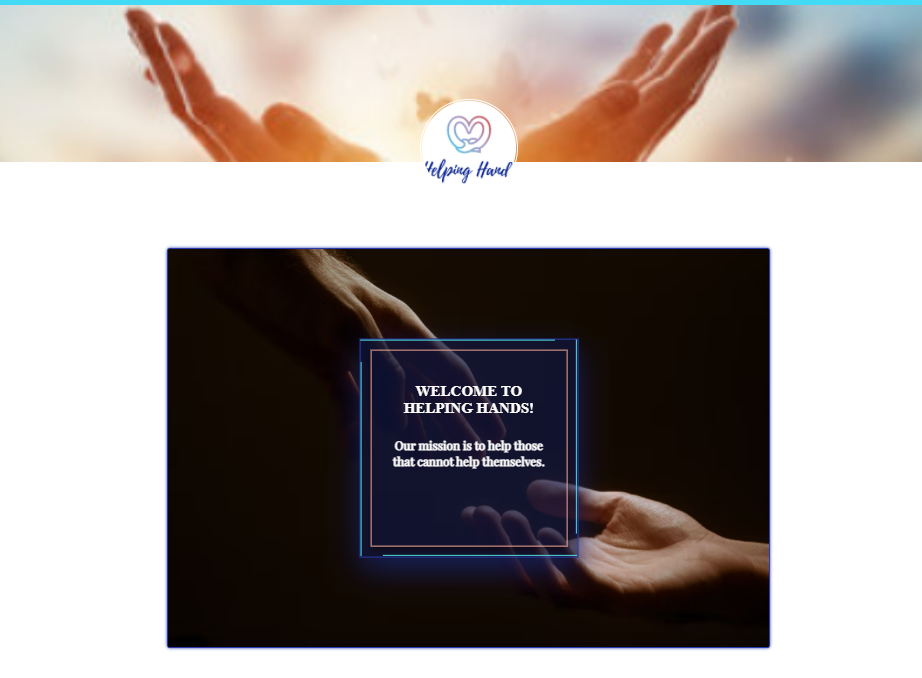 Helping Hand
WELCOME TO
HELPING HANDS!
Our mission is to help those
that cannot help themselves.